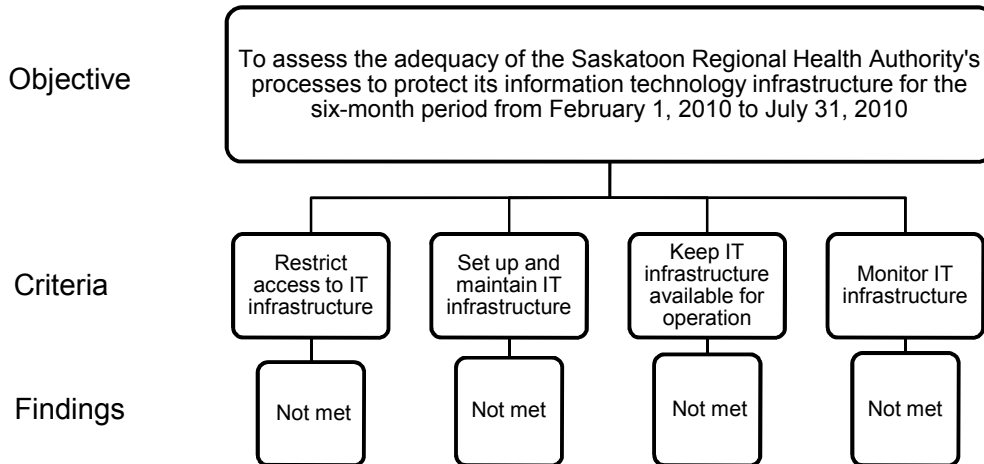 Objective
To assess the adequacy of the Saskatoon Regional Health Authority's
processes to protect its information technology infrastructure for the
six-month period from February 1, 2010 to July 31, 2010
Criteria
Restrict
access to IT
infrastructure
Set up and
maintain IT
infrastructure
Keep IT
infrastructure
available for
operation
Monitor IT
infrastructure
Findings
Not met
Not met
Not met
Not met